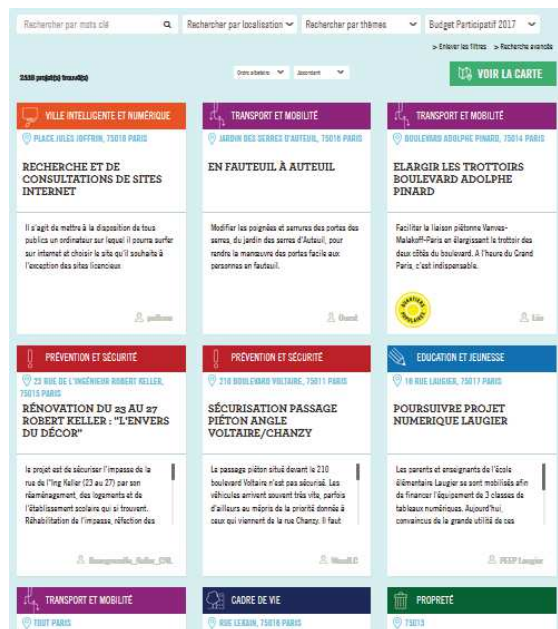 Rechercher par mots clé
Rechercher par localisation
Rechercher par thèmes
Budget Participatif 2017
> Enlever les filtres > Recherche avancée
projet(s) trouvé(s)
Ordre aléatoire
Ascendant
VOIR LA CARTE
VILLE INTELLIGENTE ET NUMÉRIQUE
PLACE JULES JOFFRIN, 75018 PARIS
RECHERCHE ET DE
CONSULTATIONS DE SITES
INTERNET
Il s'agit de mettre à la disposition de tous
publics un ordinateur sur lequel il pourra surfer
sur internet et choisir le site qu'il souhaite à
l'exception des sites licencieux
TRANSPORT ET MOBILITÉ
JARDIN DES SERRES D'AUTEUIL, 75016 PARIS
EN FAUTEUIL À AUTEUIL
Modifier les poignées et serrures des portes des
serres, du jardin des serres d'Auteuil, pour
rendre la manœuvre des portes facile aux
personnes en fauteuil.
TRANSPORT ET MOBILITÉ
BOULEVARD ADOLPHE PINARD, 75014 PARIS
ELARGIR LES TROTTOIRS
BOULEVARD ADOLPHE
PINARD
Faciliter la liaison piétonne Vanves-
Malakoff-Paris en élargissant le trottoir des
deux côtés du boulevard. A l'heure du Grand
Paris, c'est indispensable.
QUARTIERS
POPULAIRES
PRÉVENTION ET SÉCURITÉ
23 RUE DE L'INGÉNIEUR ROBERT KELLER,
75015 PARIS
RÉNOVATION DU 23 AU 27
ROBERT KELLER : "L'ENVERS
DU DÉCOR"
le projet est de sécuriser l'impasse de la
rue de l'Ing Keller (23 au 27) par son
réaménagement, des logements et de
l'établissement scolaire qui si trouvent.
Réhabilitation de l'impasse, réfection des
PRÉVENTION ET SÉCURITÉ
210 BOULEVARD VOLTAIRE, 75011 PARIS
SÉCURISATION PASSAGE
PIÉTON ANGLE
VOLTAIRE/CHANZY
Le passage piéton situé devant le 210
boulevard Voltaire n'est pas sécurisé. Les
véhicules arrivent souvent très vite, parfois
d'ailleurs au mépris de la priorité donnée à
ceux qui viennent de la rue Chanzy. Il faut
EDUCATION ET JEUNESSE
16 RUE LAUGIER, 75017 PARIS
POURSUIVRE PROJET
NUMERIQUE LAUGIER
Les parents et enseignants de l'école
élémentaire Laugier se sont mobilisés afin
de financer l'équipement de 3 classes de
tableaux numériques. Aujourd'hui,
convaincus de la grande utilité de ces
PEEP Laugier
TRANSPORT ET MOBILITÉ
TOUT PARIS
CADRE DE VIE
RUE LEKAIN, 75016 PARIS
PROPRETÉ
75013